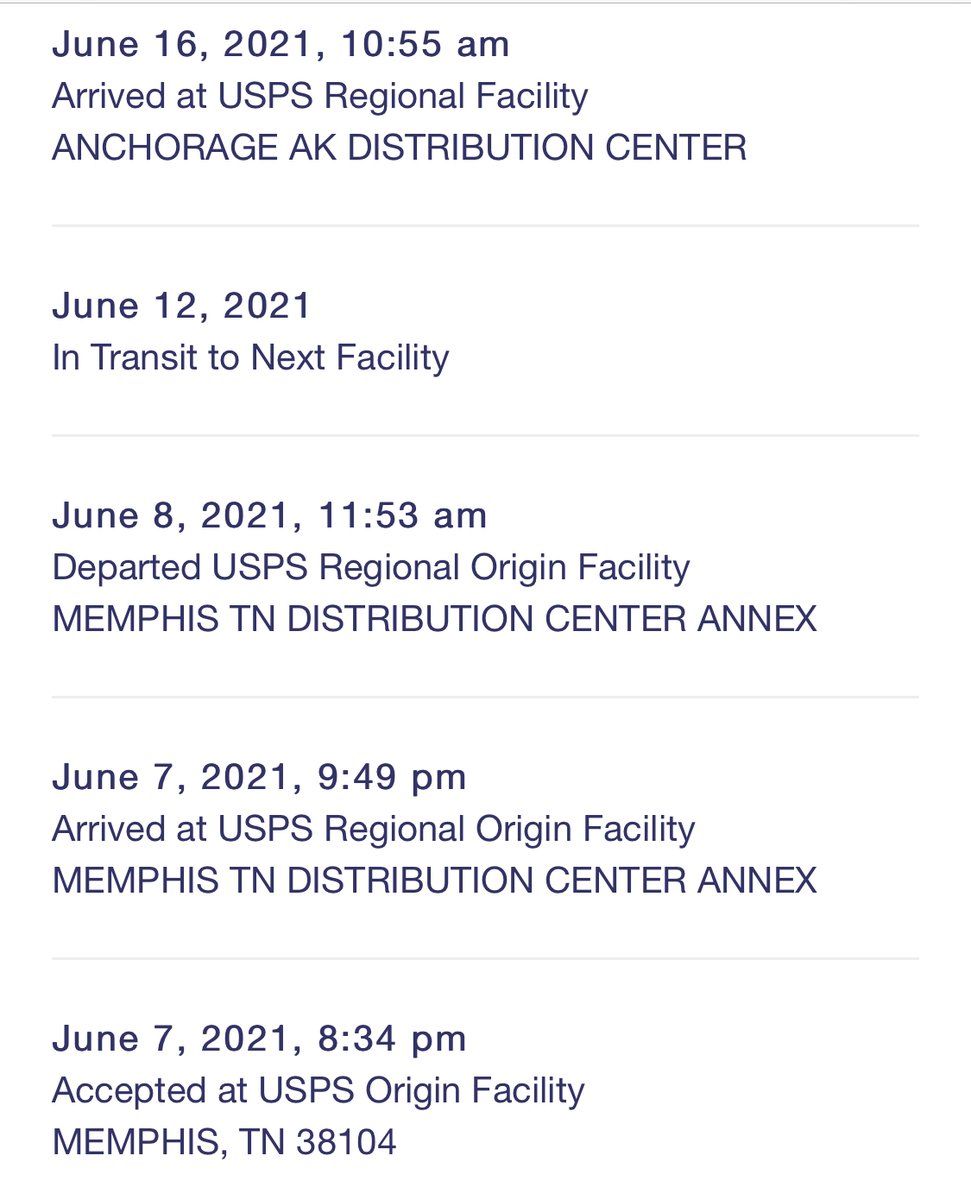 June 16, 2021, 10:55 am
Arrived at USPS Regional Facility
ANCHORAGE AK DISTRIBUTION CENTER
June 12, 2021
In Transit to Next Facility
June 8, 2021, 11:53 am
Departed USPS Regional Origin Facility
MEMPHIS TN DISTRIBUTION CENTER ANNEX
June 7, 2021, 9:49 pm
Arrived at USPS Regional Origin Facility
MEMPHIS TN DISTRIBUTION CENTER ANNEX
June 7, 2021, 8:34 pm
Accepted at USPS Origin Facility
MEMPHIS, TN 38104